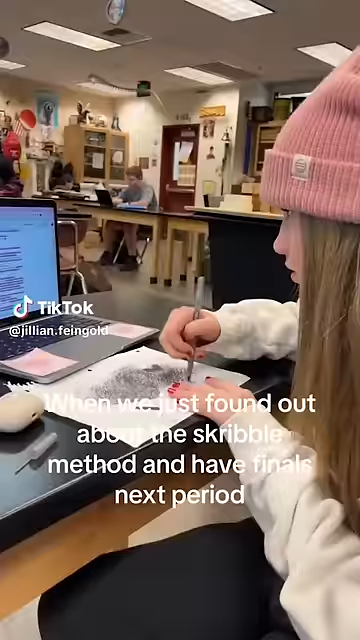 TikTok
@jillian.feingold
When we just found out
about the skribble
method and have finals
next period